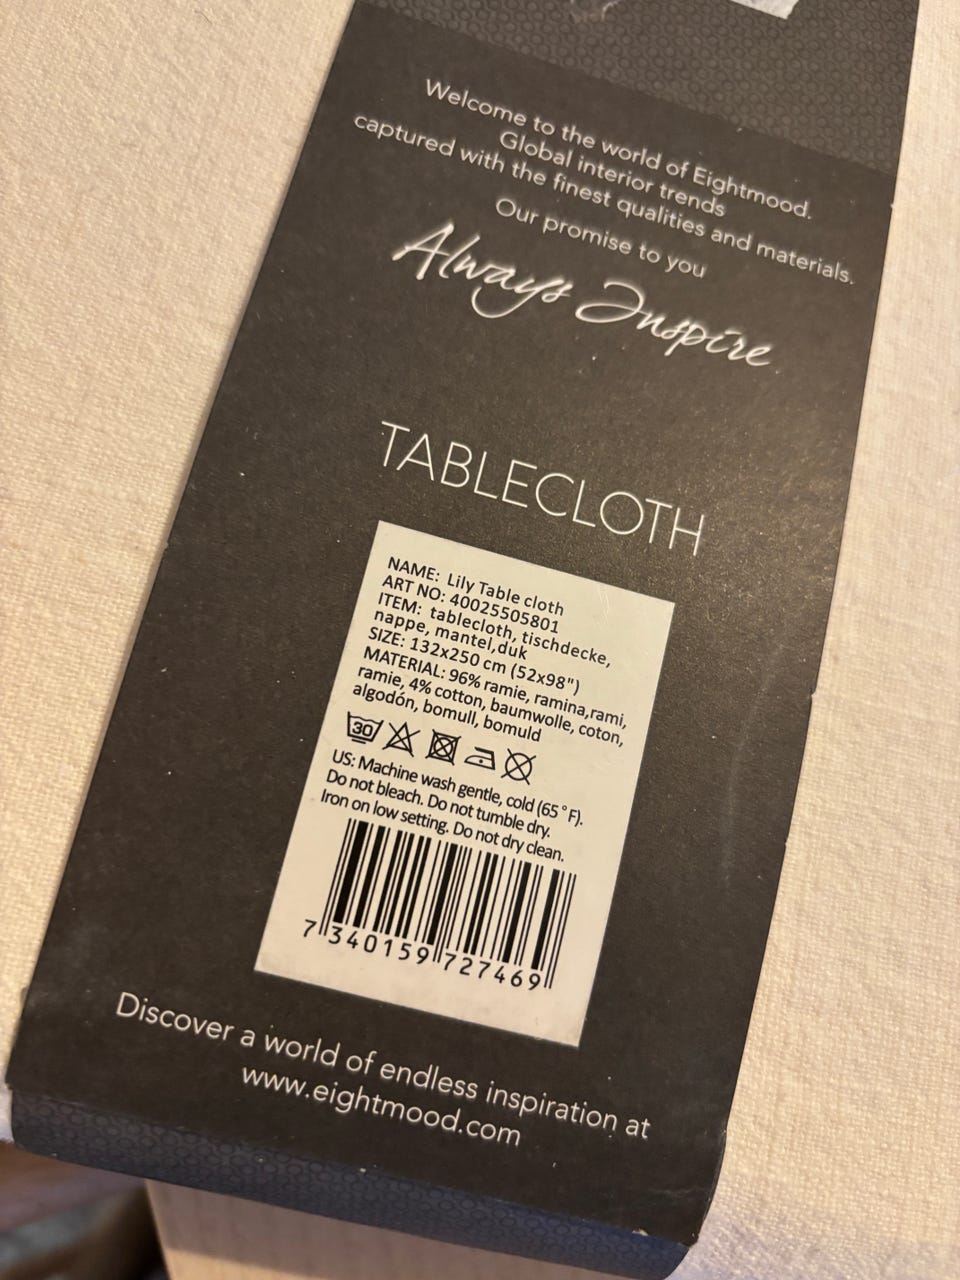 Welcome to the world of Eightmood.
Global interior trends
captured with the finest qualities and materials.
Our promise to you
Always Inspire
TABLECLOTH
NAME: Lily Table cloth
ART NO: 40025505801
ITEM: tablecloth, tischdecke,
nappe, mantel,duk
SIZE: 132x250 cm (52x98")
MATERIAL: 96% ramie, ramina,rami,
ramie, 4% cotton, baumwolle, coton,
algodón, bomull, bomuld
30
US: Machine wash gentle, cold (65°F).
Do not bleach. Do not tumble dry.
Iron on low setting. Do not dry clean.
7 340159 727469
Discover a world of endless inspiration at
www.eightmood.com